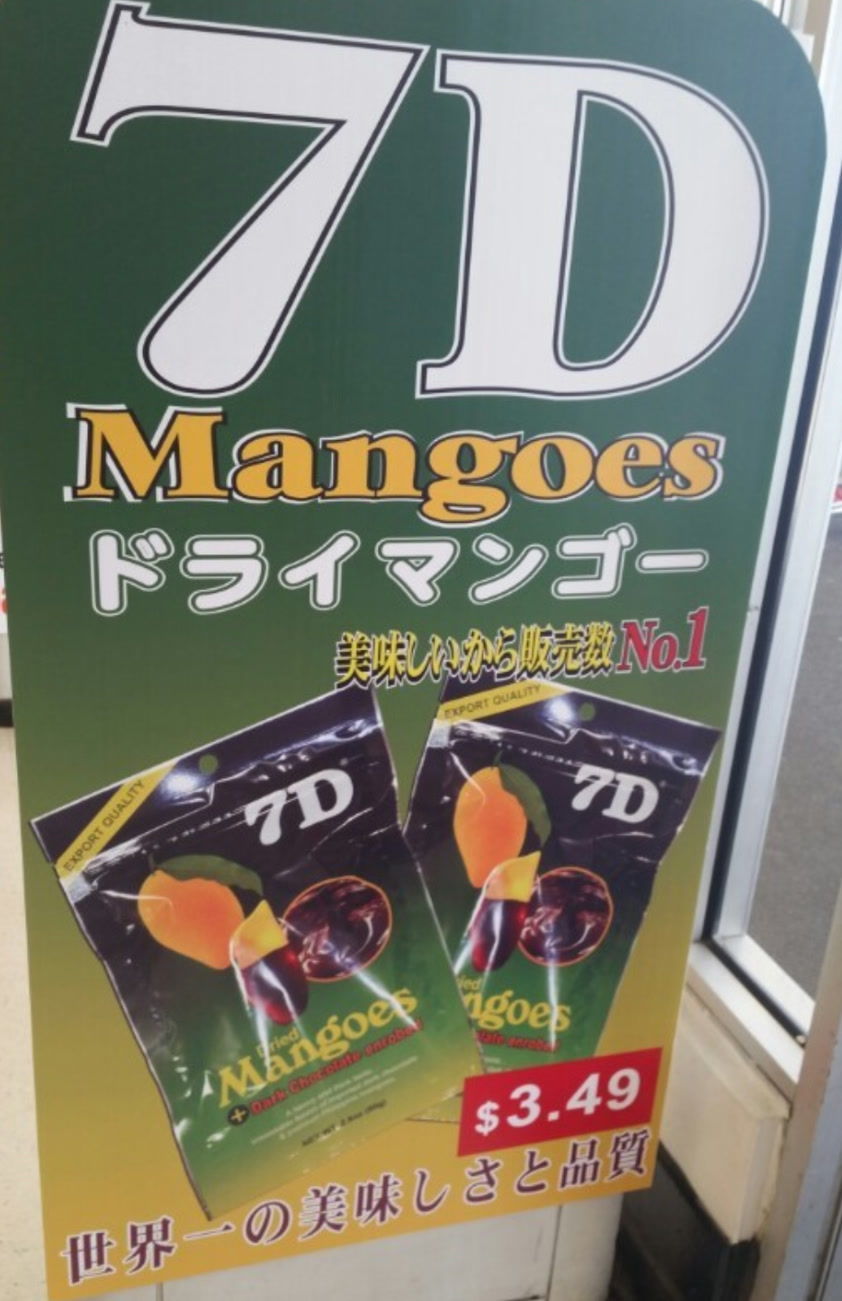 7D
Mangoes
ドライマンゴー
美味しいから販売数No.1
EXPORT QUALITY
7D
Dried
Mangoes
+ Dark Chocolate enrobed
EXPORT QUALITY
7D
ngoes
$3.49
世界一の美味しさと品質